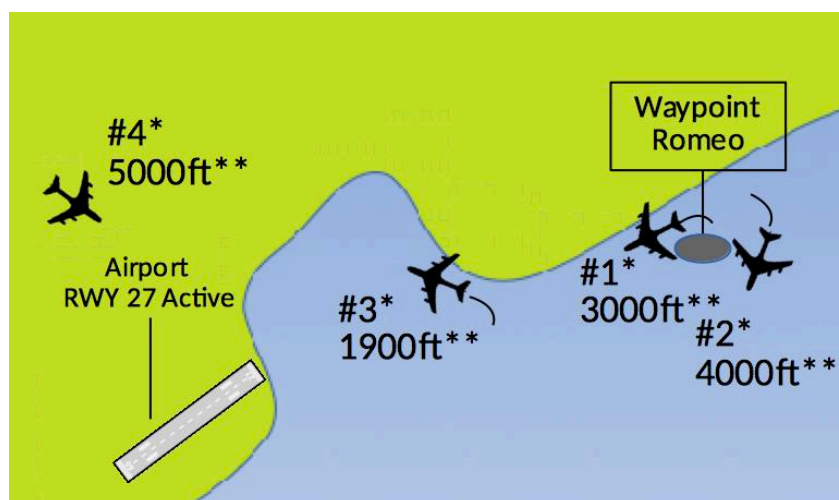 Waypoint
Romeo
#4*
5000ft**
Airport
RWY 27 Active
#3*
1900ft**
#1*
3000ft**
#2*
4000ft**